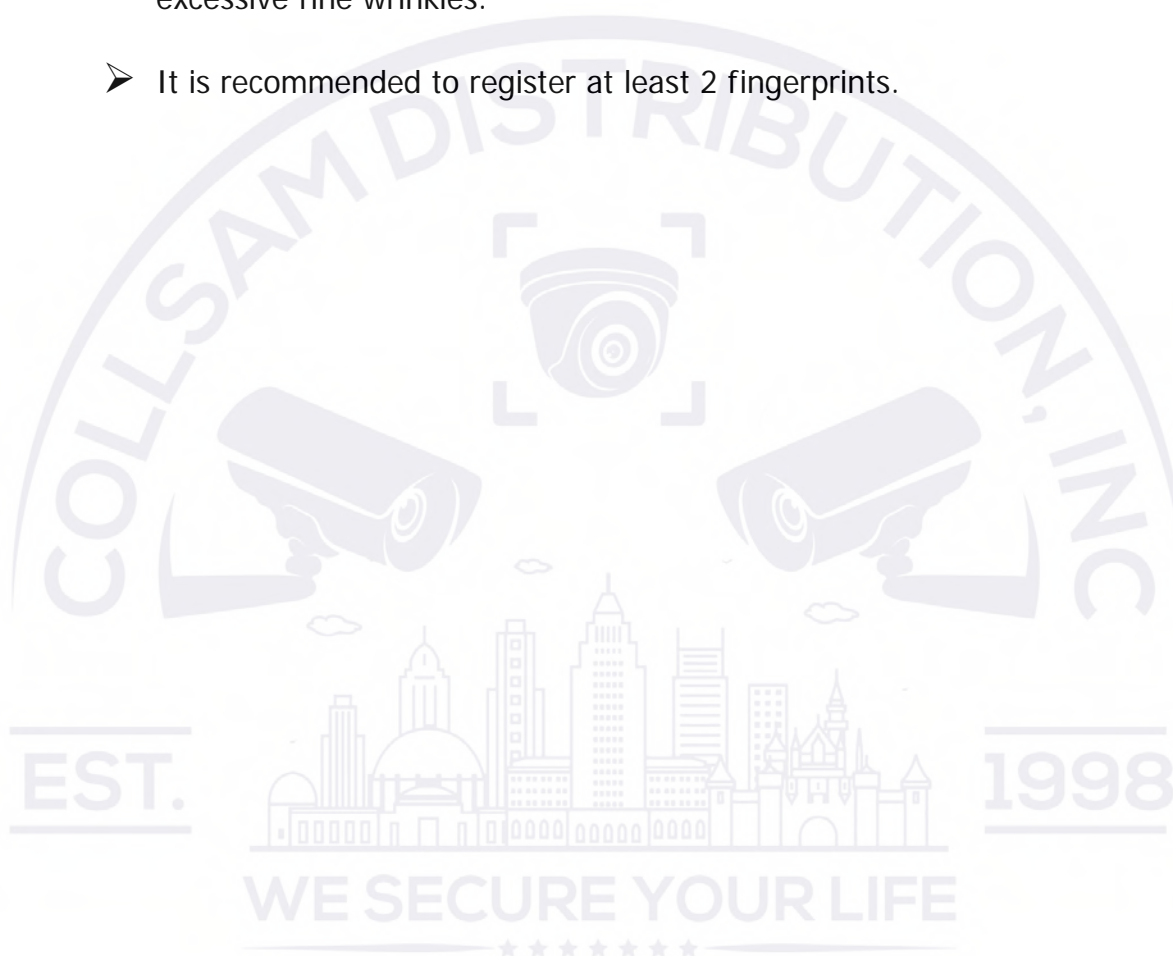 excessive fine wrinkles.
➢ It is recommended to register at least 2 fingerprints.
COLLSAM DISTRIBUTION, INC
EST. 1998
WE SECURE YOUR LIFE